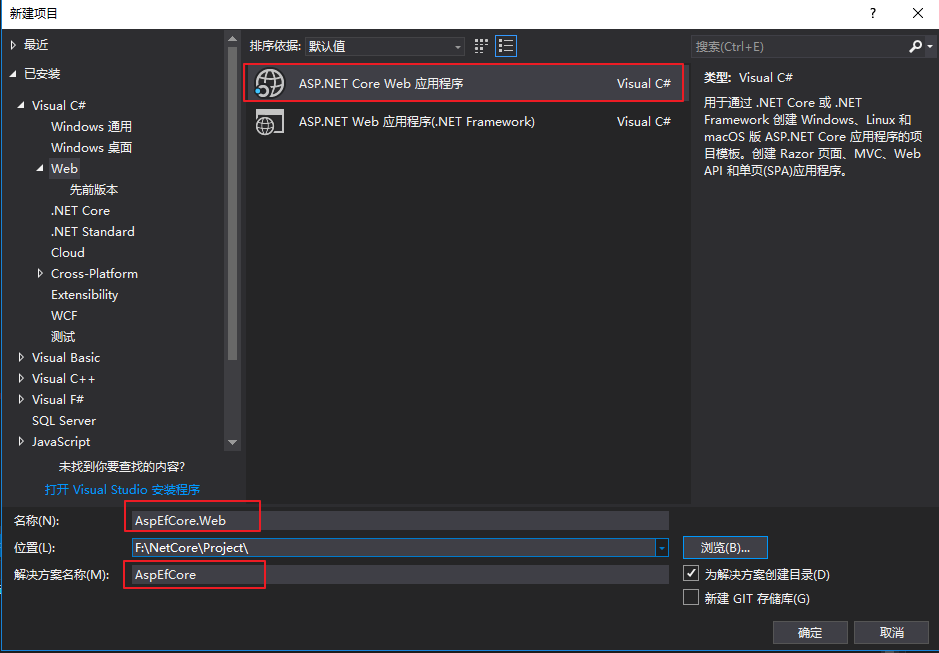 新建项目
?
最近
已安装
Visual C#
Windows 通用
Windows 桌面
Web
先前版本
.NET Core
.NET Standard
Cloud
Cross-Platform
Extensibility
WCF
测试
Visual Basic
Visual C++
Visual F#
SQL Server
JavaScript
未找到你要查找的内容?
打开 Visual Studio 安装程序
排序依据: 默认值
ASP.NET Core Web 应用程序 Visual C#
ASP.NET Web 应用程序(.NET Framework) Visual C#
搜索(Ctrl+E)
类型: Visual C#
用于通过 .NET Core 或 .NET
Framework 创建 Windows、Linux 和
macOS 版 ASP.NET Core 应用程序的项
目模板。创建 Razor 页面、MVC、Web
API 和单页(SPA)应用程序。
名称(N): AspEfCore.Web
位置(L): F:\NetCore\Project\ 浏览(B)...
解决方案名称(M): AspEfCore 为解决方案创建目录(D)
新建 GIT 存储库(G)
确定 取消